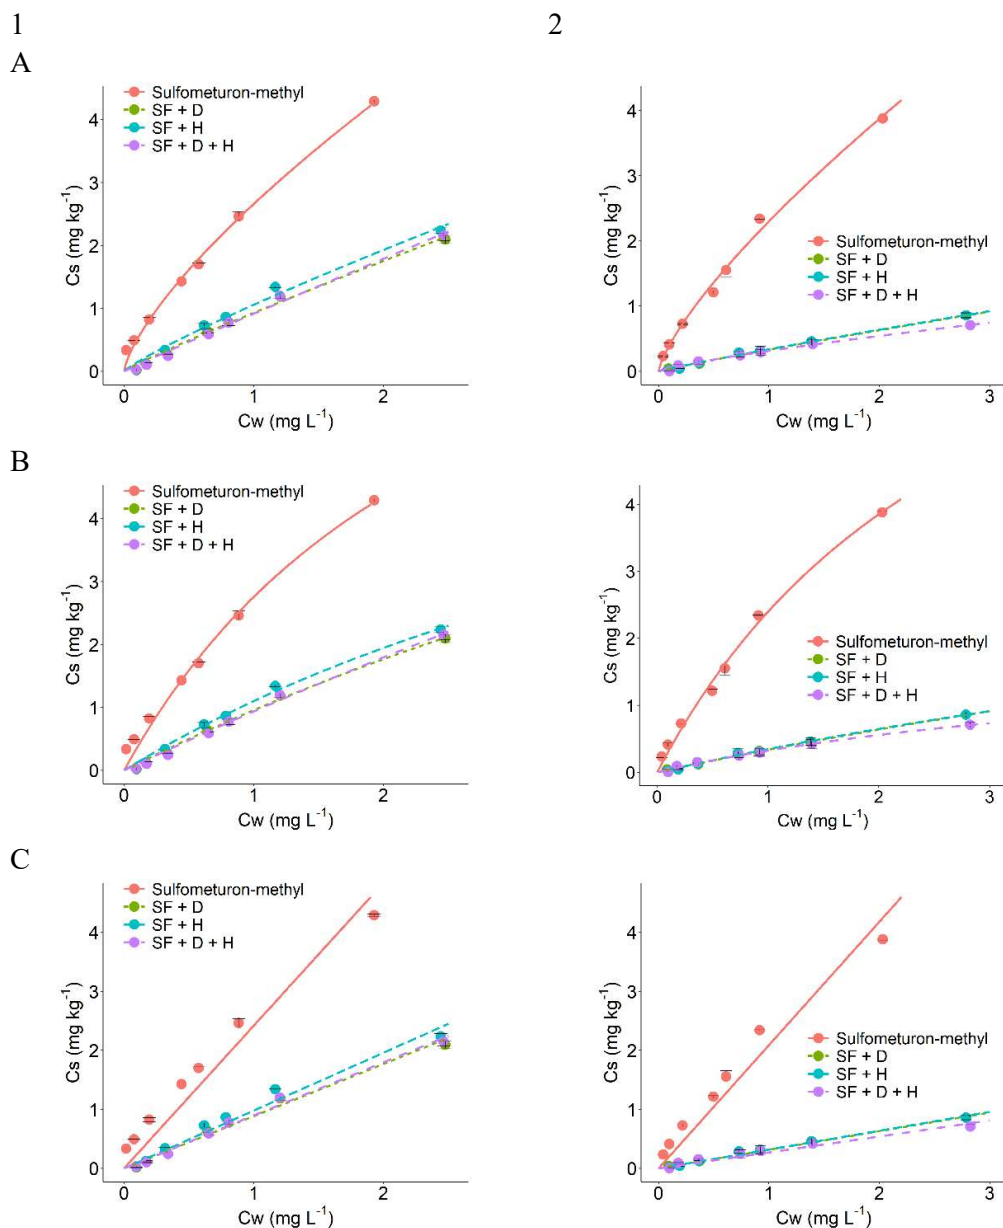 1 2
A
Sulfometuron-methyl
SF + D
SF + H
SF + D + H
4
3
2
1
0
Cs (mg kg⁻¹)
0 1 2
Cw (mg L⁻¹)
4
3
2
1
0
Cs (mg kg⁻¹)
Sulfometuron-methyl
SF + D
SF + H
SF + D + H
0 1 2 3
Cw (mg L⁻¹)
B
Sulfometuron-methyl
SF + D
SF + H
SF + D + H
4
3
2
1
0
Cs (mg kg⁻¹)
0 1 2
Cw (mg L⁻¹)
4
3
2
1
0
Cs (mg kg⁻¹)
Sulfometuron-methyl
SF + D
SF + H
SF + D + H
0 1 2 3
Cw (mg L⁻¹)
C
Sulfometuron-methyl
SF + D
SF + H
SF + D + H
4
3
2
1
0
Cs (mg kg⁻¹)
0 1 2
Cw (mg L⁻¹)
4
3
2
1
0
Cs (mg kg⁻¹)
Sulfometuron-methyl
SF + D
SF + H
SF + D + H
0 1 2 3
Cw (mg L⁻¹)